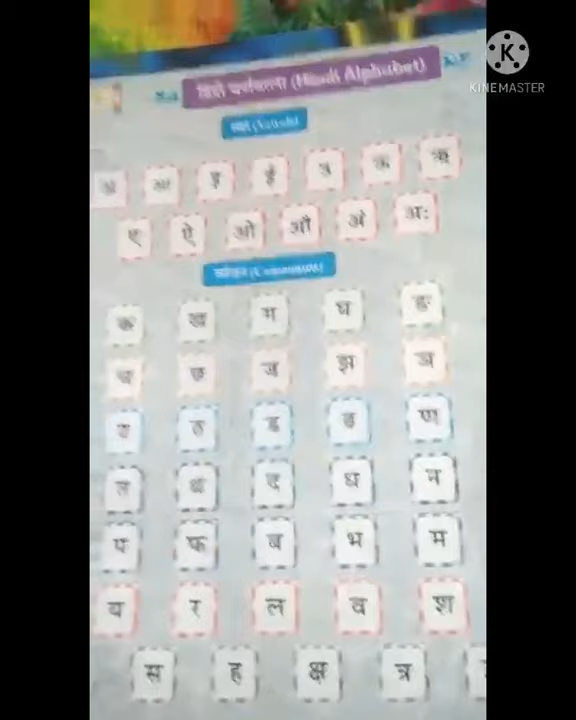 KINEMASTER
हिंदी वर्णमाला (Hindi Alphabet)
स्वर (Vowels)
अ आ इ ई उ ऊ ऋ
ए ऐ ओ औ अं अः
व्यंजन (Consonants)
क ख ग घ ङ
च छ ज झ ञ
ट ठ ड ढ ण
त थ द ध न
प फ ब भ म
य र ल व श
ह क्ष त्र